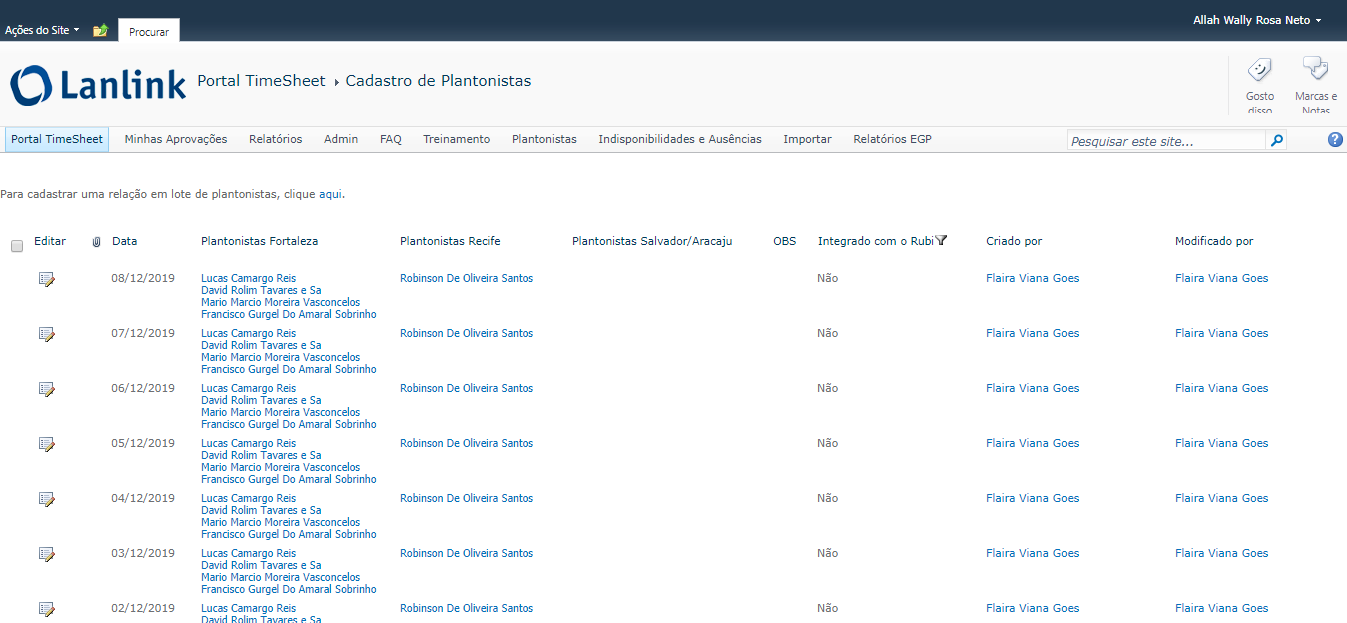 Allah Wally Rosa Neto
Ações do Site
Procurar
Lanlink
Portal TimeSheet
Cadastro de Plantonistas
Gosto disso
Marcas e Notas
Portal TimeSheet
Minhas Aprovações
Relatórios
Admin
FAQ
Treinamento
Plantonistas
Indisponibilidades e Ausências
Importar
Relatórios EGP
Pesquisar este site...
Para cadastrar uma relação em lote de plantonistas, clique aqui.
Editar Data Plantonistas Fortaleza Plantonistas Recife Plantonistas Salvador/Aracaju OBS Integrado com o Rubi Criado por Modificado por
08/12/2019 Lucas Camargo Reis Robinson De Oliveira Santos Não Flaira Viana Goes Flaira Viana Goes
David Rolim Tavares e Sa
Mario Marcio Moreira Vasconcelos
Francisco Gurgel Do Amaral Sobrinho
07/12/2019 Lucas Camargo Reis Robinson De Oliveira Santos Não Flaira Viana Goes Flaira Viana Goes
David Rolim Tavares e Sa
Mario Marcio Moreira Vasconcelos
Francisco Gurgel Do Amaral Sobrinho
06/12/2019 Lucas Camargo Reis Robinson De Oliveira Santos Não Flaira Viana Goes Flaira Viana Goes
David Rolim Tavares e Sa
Mario Marcio Moreira Vasconcelos
Francisco Gurgel Do Amaral Sobrinho
05/12/2019 Lucas Camargo Reis Robinson De Oliveira Santos Não Flaira Viana Goes Flaira Viana Goes
David Rolim Tavares e Sa
Mario Marcio Moreira Vasconcelos
Francisco Gurgel Do Amaral Sobrinho
04/12/2019 Lucas Camargo Reis Robinson De Oliveira Santos Não Flaira Viana Goes Flaira Viana Goes
David Rolim Tavares e Sa
Mario Marcio Moreira Vasconcelos
Francisco Gurgel Do Amaral Sobrinho
03/12/2019 Lucas Camargo Reis Robinson De Oliveira Santos Não Flaira Viana Goes Flaira Viana Goes
David Rolim Tavares e Sa
Mario Marcio Moreira Vasconcelos
Francisco Gurgel Do Amaral Sobrinho
02/12/2019 Lucas Camargo Reis Robinson De Oliveira Santos Não Flaira Viana Goes Flaira Viana Goes
David Rolim Tavares e Sa